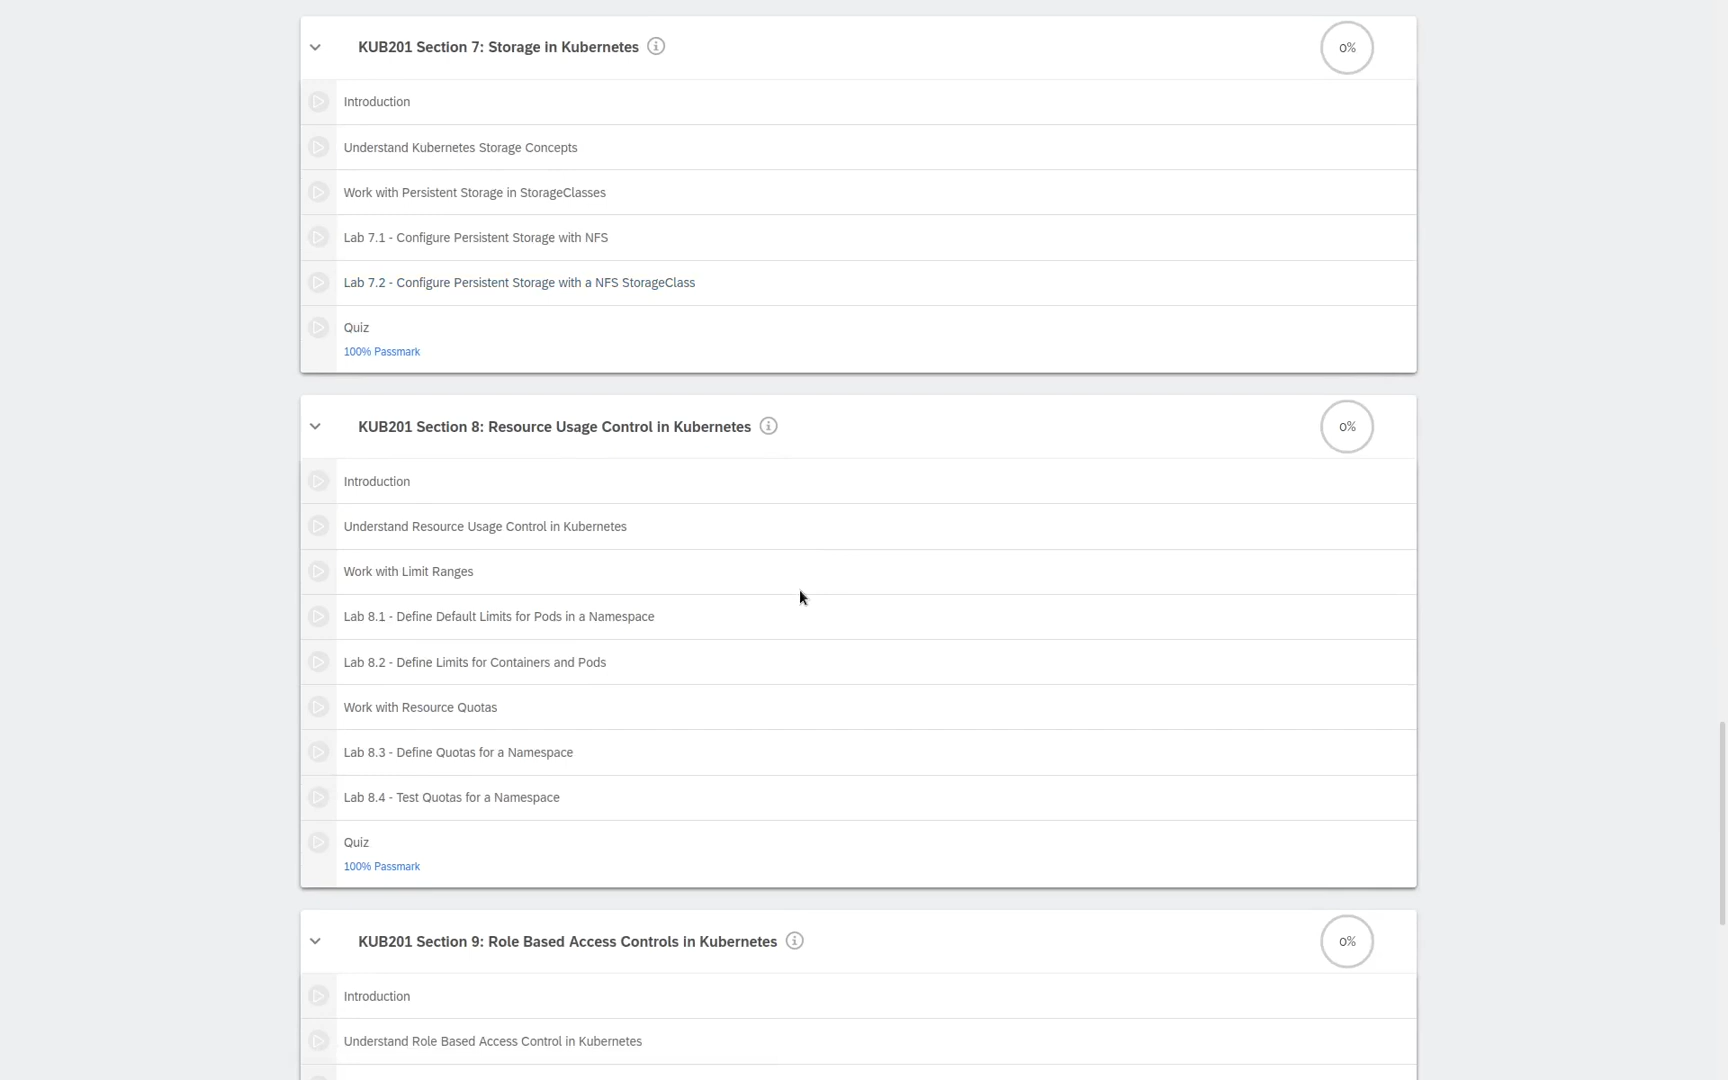 KUB201 Section 7: Storage in Kubernetes
0%
Introduction
Understand Kubernetes Storage Concepts
Work with Persistent Storage in StorageClasses
Lab 7.1 - Configure Persistent Storage with NFS
Lab 7.2 - Configure Persistent Storage with a NFS StorageClass
Quiz
100% Passmark
KUB201 Section 8: Resource Usage Control in Kubernetes
0%
Introduction
Understand Resource Usage Control in Kubernetes
Work with Limit Ranges
Lab 8.1 - Define Default Limits for Pods in a Namespace
Lab 8.2 - Define Limits for Containers and Pods
Work with Resource Quotas
Lab 8.3 - Define Quotas for a Namespace
Lab 8.4 - Test Quotas for a Namespace
Quiz
100% Passmark
KUB201 Section 9: Role Based Access Controls in Kubernetes
0%
Introduction
Understand Role Based Access Control in Kubernetes